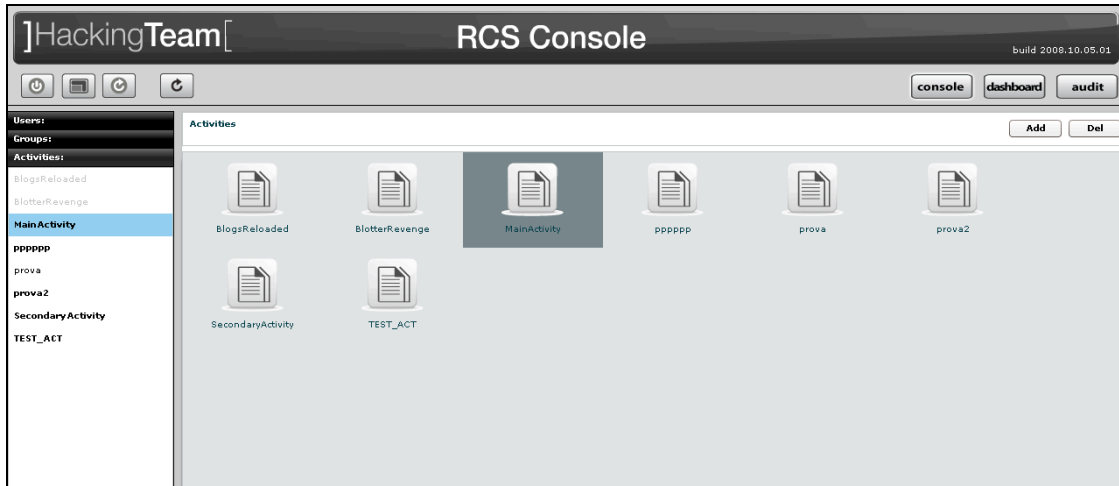 ]HackingTeam[
RCS Console
build 2008.10.05.01
console
dashboard
audit
Users:
Groups:
Activities:
BlogsReloaded
BlotterRevenge
MainActivity
pppppp
prova
prova2
SecondaryActivity
TEST_ACT
Activities
Add
Del
BlogsReloaded
BlotterRevenge
MainActivity
pppppp
prova
prova2
SecondaryActivity
TEST_ACT